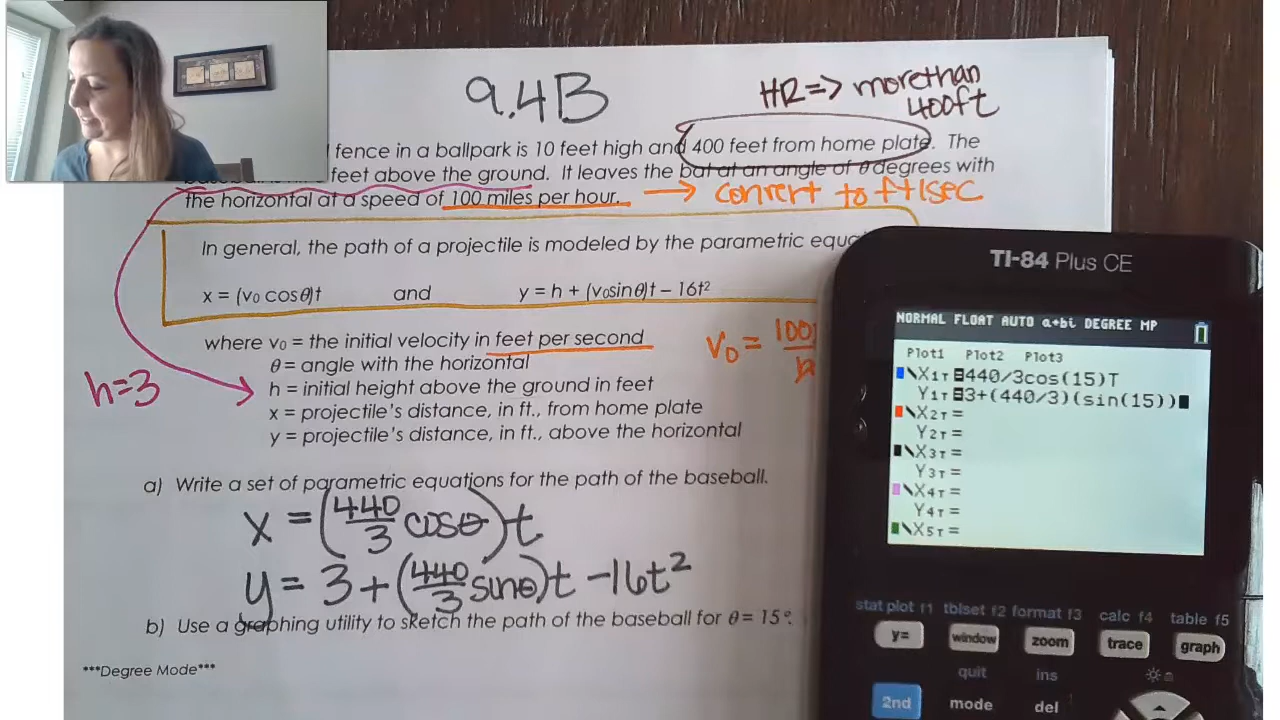 9.4B
HR => more than
400ft
fence in a ballpark is 10 feet high and 400 feet from home plate. The
feet above the ground. It leaves the bat at an angle of θ degrees with
the horizontal at a speed of 100 miles per hour. → convert to ft/sec
In general, the path of a projectile is modeled by the parametric equ
x = (v₀ cosθ)t and y = h + (v₀sinθ)t – 16t²
where v₀ = the initial velocity in feet per second
θ = angle with the horizontal
h = initial height above the ground in feet
x = projectile's distance, in ft., from home plate
y = projectile's distance, in ft., above the horizontal
h=3
V₀ = 100
a) Write a set of parametric equations for the path of the baseball.
x = (440/3 cosθ)t
y = 3 + (440/3 sinθ)t - 16t²
b) Use a graphing utility to sketch the path of the baseball for θ = 15°.
***Degree Mode***
TI-84 Plus CE
NORMAL FLOAT AUTO a+bi DEGREE MP
Plot1 Plot2 Plot3
\X1T=440/3cos(15)T
Y1T=3+(440/3)(sin(15))
\X2T=
Y2T=
\X3T=
Y3T=
\X4T=
Y4T=
\X5T=
stat plot f1 tblset f2 format f3 calc f4 table f5
y= window zoom trace graph
quit ins
2nd mode del